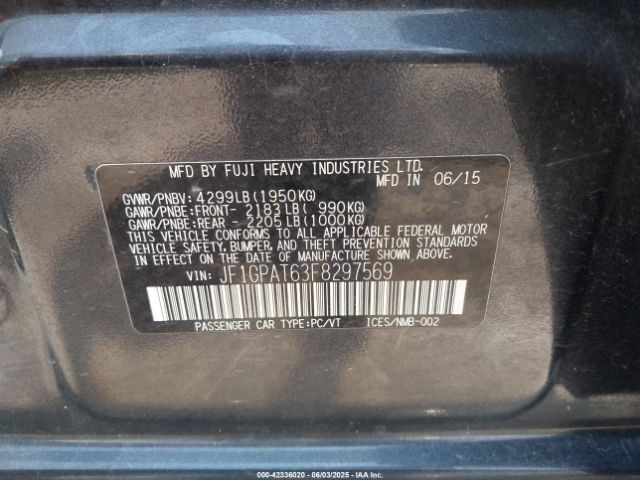 MFD BY FUJI HEAVY INDUSTRIES LTD.
MFD IN 06/15
GVWR/PNBV: 4299LB(1950KG)
GAWR/PNBE:FRONT- 2183LB( 990KG)
GAWR/PNBE:REAR - 2205LB(1000KG)
THIS VEHICLE CONFORMS TO ALL APPLICABLE FEDERAL MOTOR
VEHICLE SAFETY, BUMPER, AND THEFT PREVENTION STANDARDS
IN EFFECT ON THE DATE OF MANUFACTURE SHOWN ABOVE.
VIN: JF1GPAT63F8297569
PASSENGER CAR TYPE:PC/VT ICES/NMB-002
000-42336020 - 06/03/2025 - IAA Inc.